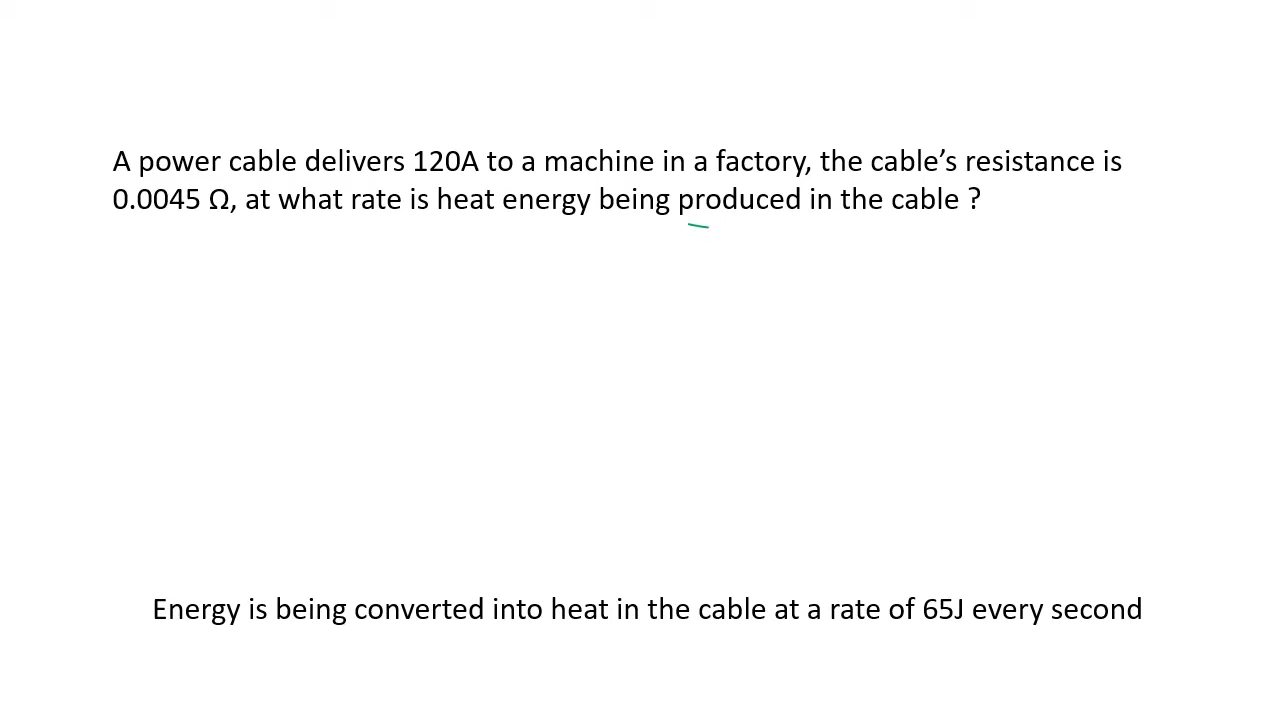 A power cable delivers 120A to a machine in a factory, the cable’s resistance is
0.0045 Ω, at what rate is heat energy being produced in the cable ?
Energy is being converted into heat in the cable at a rate of 65J every second